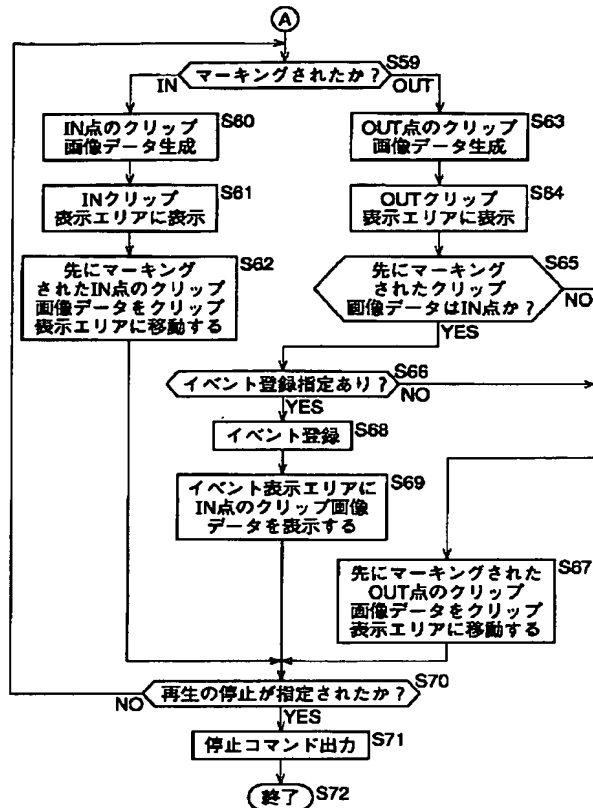 A
マーキングされたか?
S59
IN
OUT
IN点のクリップ
画像データ生成
S60
INクリップ
表示エリアに表示
S61
先にマーキング
されたIN点のクリップ
画像データをクリップ
表示エリアに移動する
S62
OUT点のクリップ
画像データ生成
S63
OUTクリップ
表示エリアに表示
S64
先にマーキング
されたクリップ
画像データはIN点か?
S65
NO
YES
イベント登録指定あり?
S66
NO
YES
イベント登録
S68
イベント表示エリアに
IN点のクリップ画像
データを表示する
S69
先にマーキングされた
OUT点のクリップ
画像データをクリップ
表示エリアに移動する
S67
再生の停止が指定されたか?
S70
NO
YES
停止コマンド出力
S71
終了
S72